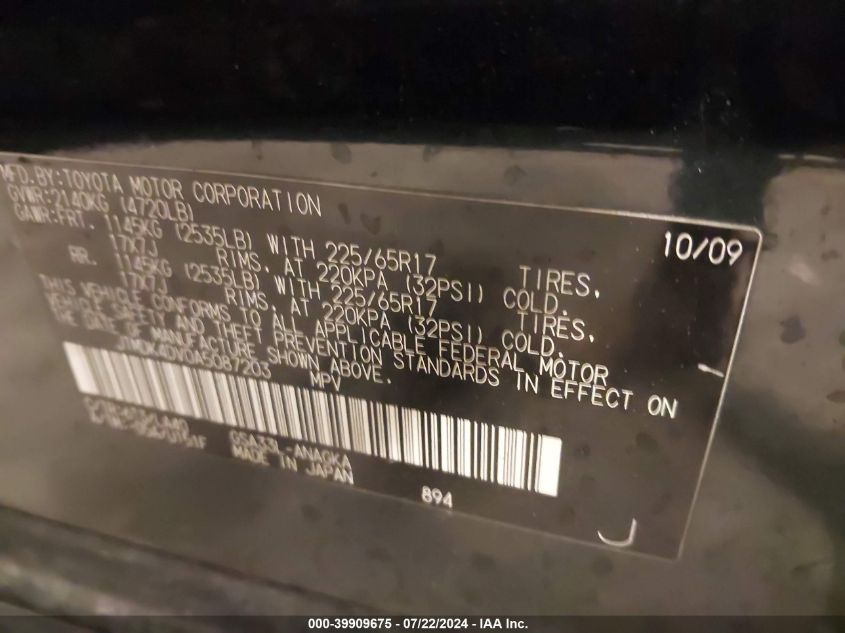 MFD.BY:TOYOTA MOTOR CORPORATION 10/09
GVWR:2140KG (4720LB)
GAWR:FRT. 1145KG (2535LB) WITH 225/65R17 TIRES,
17X7J RIMS, AT 220KPA (32PSI) COLD.
RR. 1145KG (2535LB) WITH 225/65R17 TIRES,
17X7J RIMS, AT 220KPA (32PSI) COLD.
THIS VEHICLE CONFORMS TO ALL APPLICABLE FEDERAL MOTOR
VEHICLE SAFETY AND THEFT PREVENTION STANDARDS IN EFFECT ON
THE DATE OF MANUFACTURE SHOWN ABOVE.
MPV
GSA33L-ANAGKA
MADE IN JAPAN
894
J
000-39909675 - 07/22/2024 - IAA Inc.